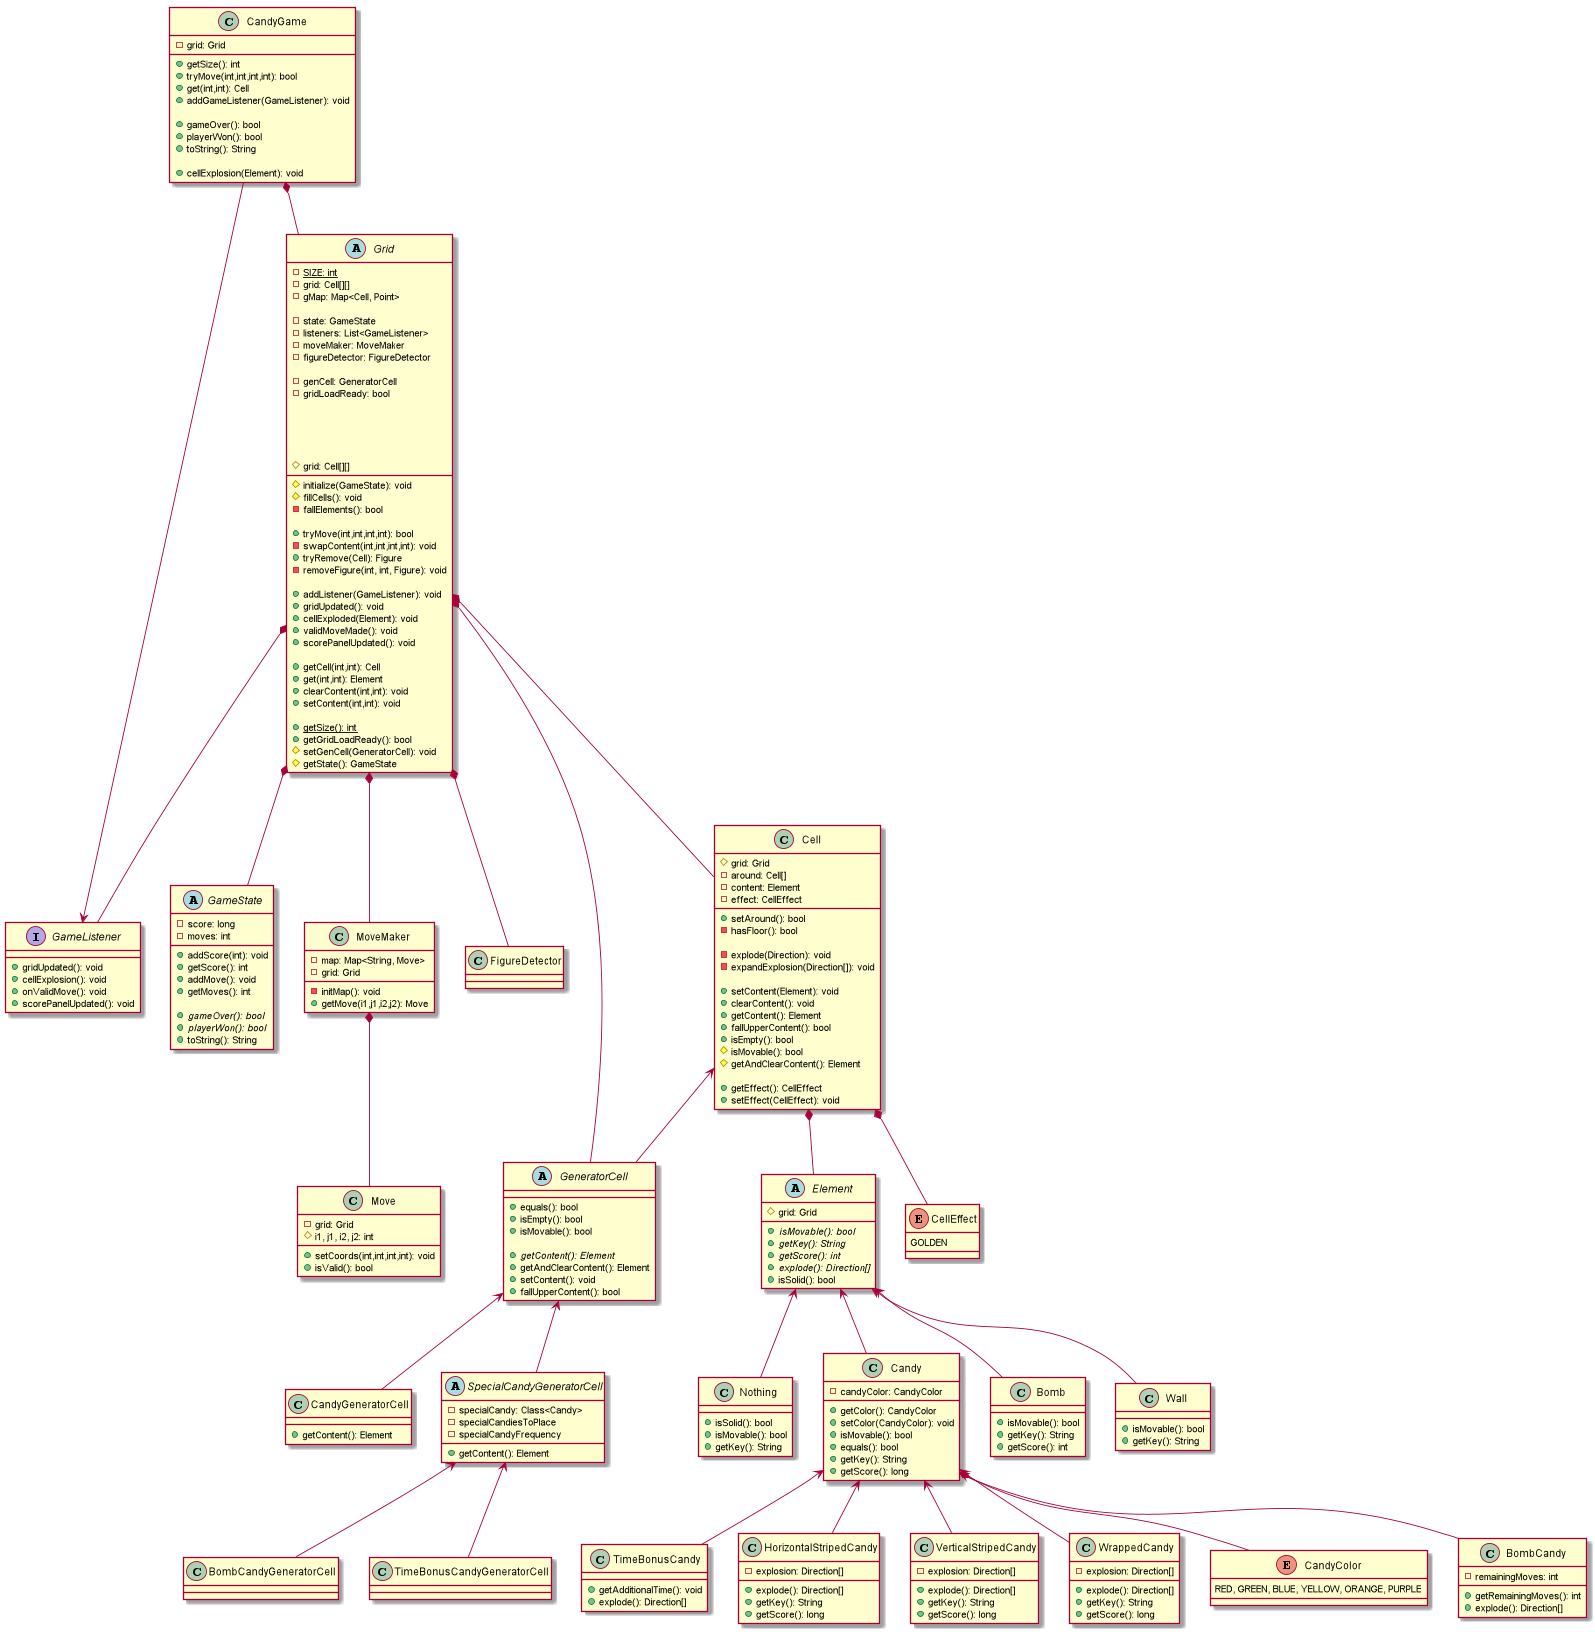 C CandyGame
grid: Grid
getSize(): int
tryMove(int,int,int,int): bool
get(int,int): Cell
addGameListener(GameListener): void
gameOver(): bool
playerWon(): bool
toString(): String
cellExplosion(Element): void
A Grid
SIZE: int
grid: Cell[][]
gMap: Map<Cell, Point>
state: GameState
listeners: List<GameListener>
moveMaker: MoveMaker
figureDetector: FigureDetector
genCell: GeneratorCell
gridLoadReady: bool
grid: Cell[][]
initialize(GameState): void
fillCells(): void
fallElements(): bool
tryMove(int,int,int,int): bool
swapContent(int,int,int,int): void
tryRemove(Cell): Figure
removeFigure(int, int, Figure): void
addListener(GameListener): void
gridUpdated(): void
cellExploded(Element): void
validMoveMade(): void
scorePanelUpdated(): void
getCell(int,int): Cell
get(int,int): Element
clearContent(int,int): void
setContent(int,int): void
getSize(): int
getGridLoadReady(): bool
setGenCell(GeneratorCell): void
getState(): GameState
C Cell
grid: Grid
around: Cell[]
content: Element
effect: CellEffect
setAround(): bool
hasFloor(): bool
explode(Direction): void
expandExplosion(Direction[]): void
setContent(Element): void
clearContent(): void
getContent(): Element
fallUpperContent(): bool
isEmpty(): bool
isMovable(): bool
getAndClearContent(): Element
getEffect(): CellEffect
setEffect(CellEffect): void
I GameListener
gridUpdated(): void
cellExplosion(): void
onValidMove(): void
scorePanelUpdated(): void
A GameState
score: long
moves: int
addScore(int): void
getScore(): int
addMove(): void
getMoves(): int
gameOver(): bool
playerWon(): bool
toString(): String
C MoveMaker
map: Map<String, Move>
grid: Grid
initMap(): void
getMove(i1,j1,i2,j2): Move
C FigureDetector
C Move
grid: Grid
i1, j1, i2, j2: int
setCoords(int,int,int,int): void
isValid(): bool
A GeneratorCell
equals(): bool
isEmpty(): bool
isMovable(): bool
getContent(): Element
getAndClearContent(): Element
setContent(): void
fallUpperContent(): bool
A Element
grid: Grid
isMovable(): bool
getKey(): String
getScore(): int
explode(): Direction[]
isSolid(): bool
E CellEffect
GOLDEN
C CandyGeneratorCell
getContent(): Element
A SpecialCandyGeneratorCell
specialCandy: Class<Candy>
specialCandiesToPlace
specialCandyFrequency
getContent(): Element
C Nothing
isSolid(): bool
isMovable(): bool
getKey(): String
C Candy
candyColor: CandyColor
getColor(): CandyColor
setColor(CandyColor): void
isMovable(): bool
equals(): bool
getKey(): String
getScore(): long
C Bomb
isMovable(): bool
getKey(): String
getScore(): int
C Wall
isMovable(): bool
getKey(): String
C BombCandyGeneratorCell
C TimeBonusCandyGeneratorCell
C TimeBonusCandy
getAdditionalTime(): void
explode(): Direction[]
C HorizontalStripedCandy
explosion: Direction[]
explode(): Direction[]
getKey(): String
getScore(): long
C VerticalStripedCandy
explosion: Direction[]
explode(): Direction[]
getKey(): String
getScore(): long
C WrappedCandy
explosion: Direction[]
explode(): Direction[]
getKey(): String
getScore(): long
E CandyColor
RED, GREEN, BLUE, YELLOW, ORANGE, PURPLE
C BombCandy
remainingMoves: int
getRemainingMoves(): int
explode(): Direction[]